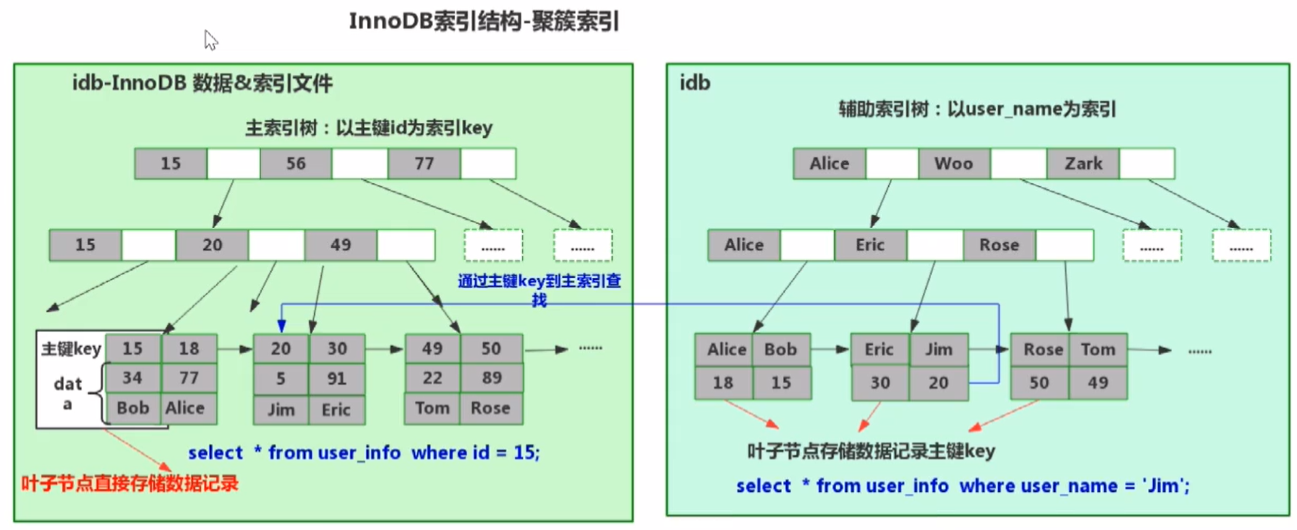 InnoDB索引结构-聚簇索引
idb-InnoDB 数据&索引文件
主索引树：以主键id为索引key
15 56 77
15 20 49 ...... ......
通过主键key到主索引查
找
主键key 15 18 20 30 49 50 ......
dat
a
34 77 5 91 22 89
Bob Alice Jim Eric Tom Rose
select * from user_info where id = 15;
叶子节点直接存储数据记录
idb
辅助索引树：以user_name为索引
Alice Woo Zark
Alice Eric Rose ...... ......
Alice Bob Eric Jim Rose Tom ......
18 15 30 20 50 49
叶子节点存储数据记录主键key
select * from user_info where user_name = 'Jim';